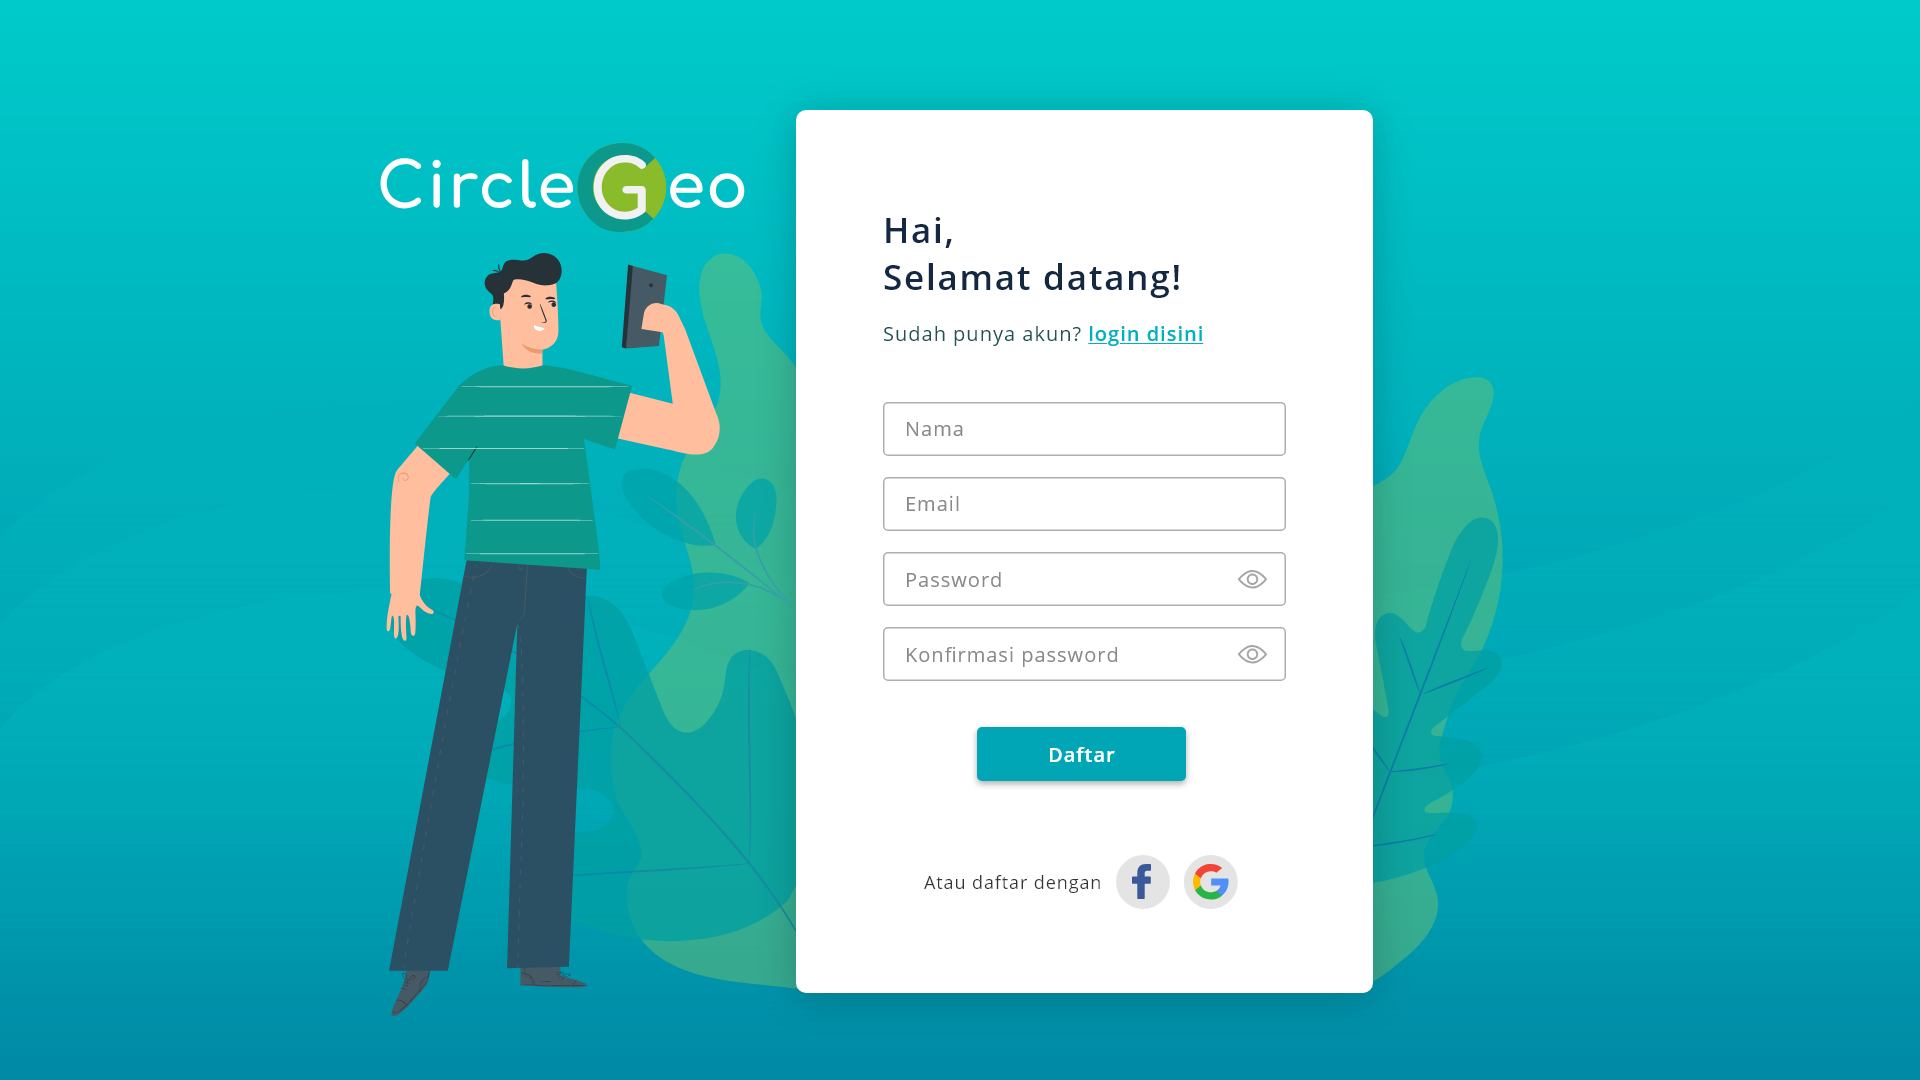 CircleGeo
Hai,
Selamat datang!
Sudah punya akun? login disini
Nama
Email
Password
Konfirmasi password
Daftar
Atau daftar dengan